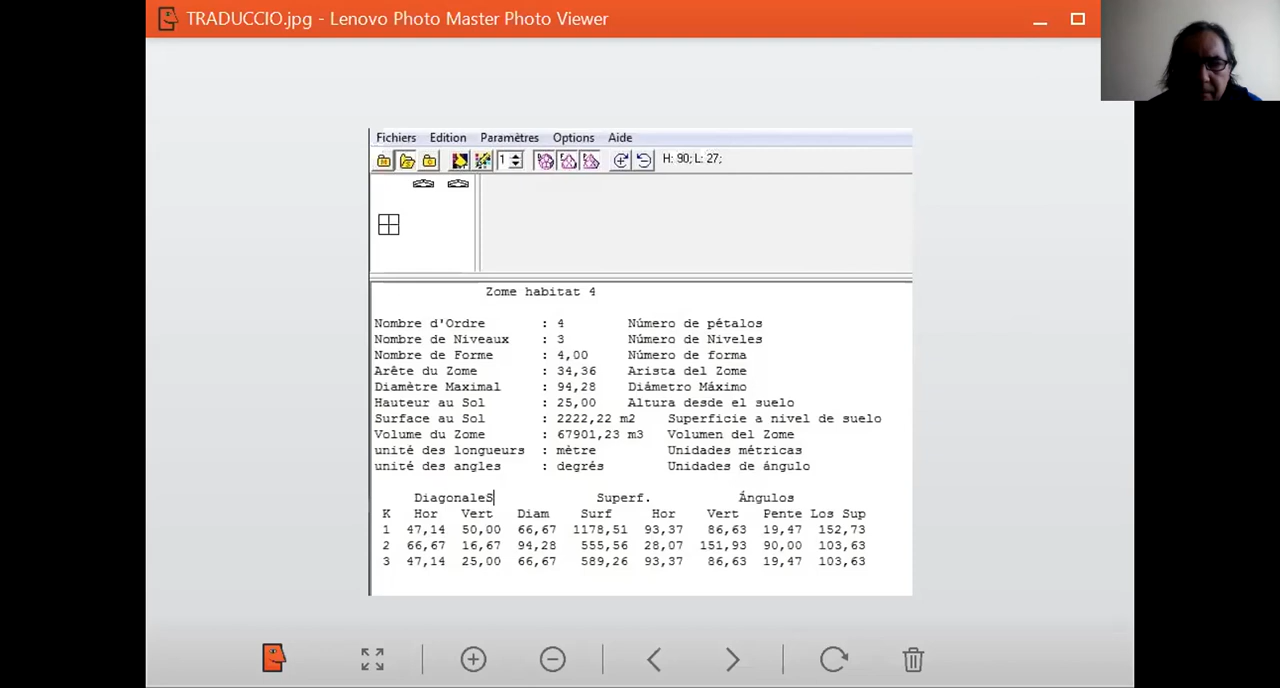 TRADUCCIO.jpg - Lenovo Photo Master Photo Viewer
Fichiers Edition Paramètres Options Aide
1 H: 90; L: 27;
Zome habitat 4
Nombre d'Ordre : 4 Número de pétalos
Nombre de Niveaux : 3 Número de Niveles
Nombre de Forme : 4,00 Número de forma
Arête du Zome : 34,36 Arista del Zome
Diamètre Maximal : 94,28 Diámetro Máximo
Hauteur au Sol : 25,00 Altura desde el suelo
Surface au Sol : 2222,22 m2 Superficie a nivel de suelo
Volume du Zome : 67901,23 m3 Volumen del Zome
unité des longueurs : mètre Unidades métricas
unité des angles : degrés Unidades de ángulo
DiagonaleS Superf. Ángulos
K Hor Vert Diam Surf Hor Vert Pente Los Sup
1 47,14 50,00 66,67 1178,51 93,37 86,63 19,47 152,73
2 66,67 16,67 94,28 555,56 28,07 151,93 90,00 103,63
3 47,14 25,00 66,67 589,26 93,37 86,63 19,47 103,63